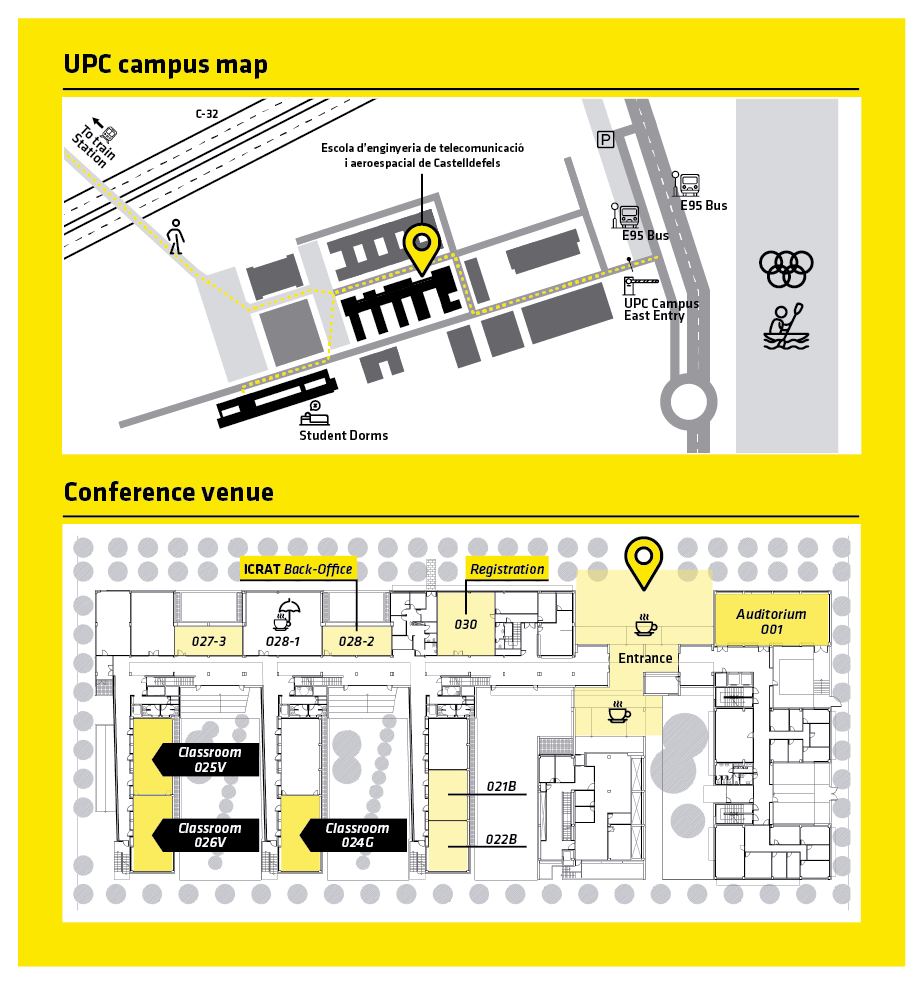 UPC campus map
C-32
To train
Station
Escola d'enginyeria de telecomunicació
i aeroespacial de Castelldefels
P
E95 Bus
E95 Bus
UPC Campus
East Entry
Student Dorms
Conference venue
ICRAT Back-Office
Registration
027-3
028-1
028-2
030
Auditorium
001
Entrance
Classroom
025V
021B
Classroom
026V
Classroom
024G
022B